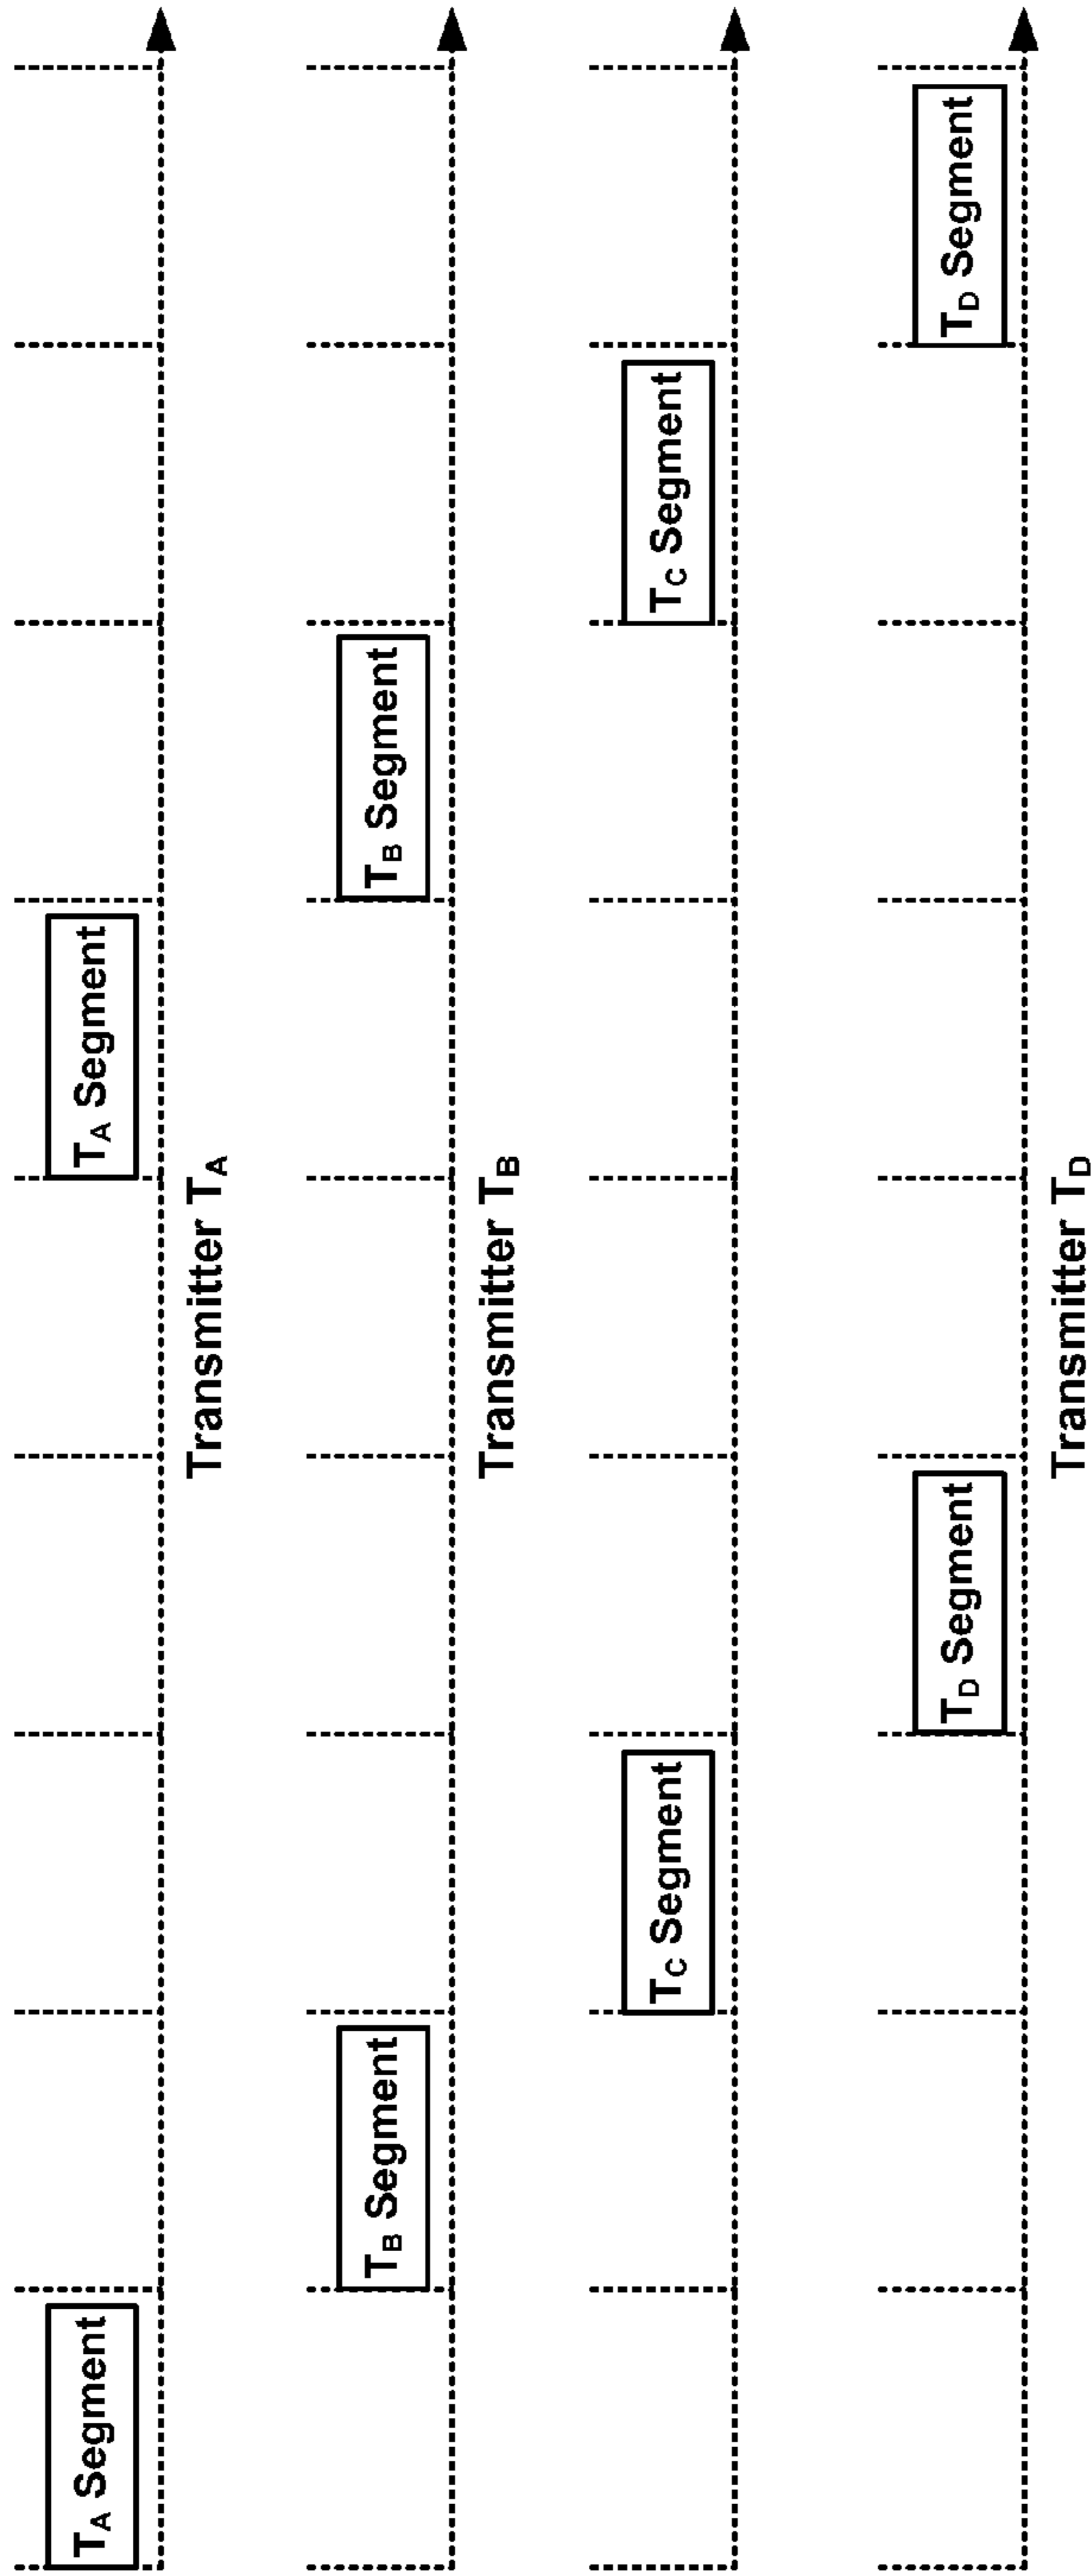 T_A Segment
T_A Segment
Transmitter T_A
T_B Segment
T_B Segment
Transmitter T_B
T_C Segment
T_C Segment
T_D Segment
T_D Segment
Transmitter T_D